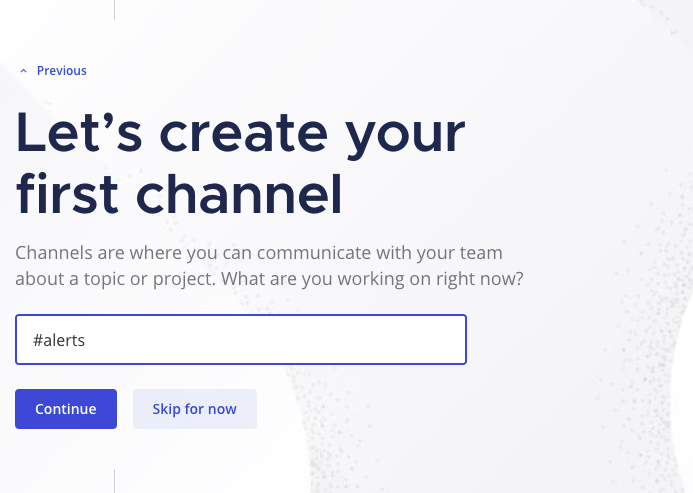 Previous
Let’s create your
first channel
Channels are where you can communicate with your team
about a topic or project. What are you working on right now?
#alerts
Continue Skip for now